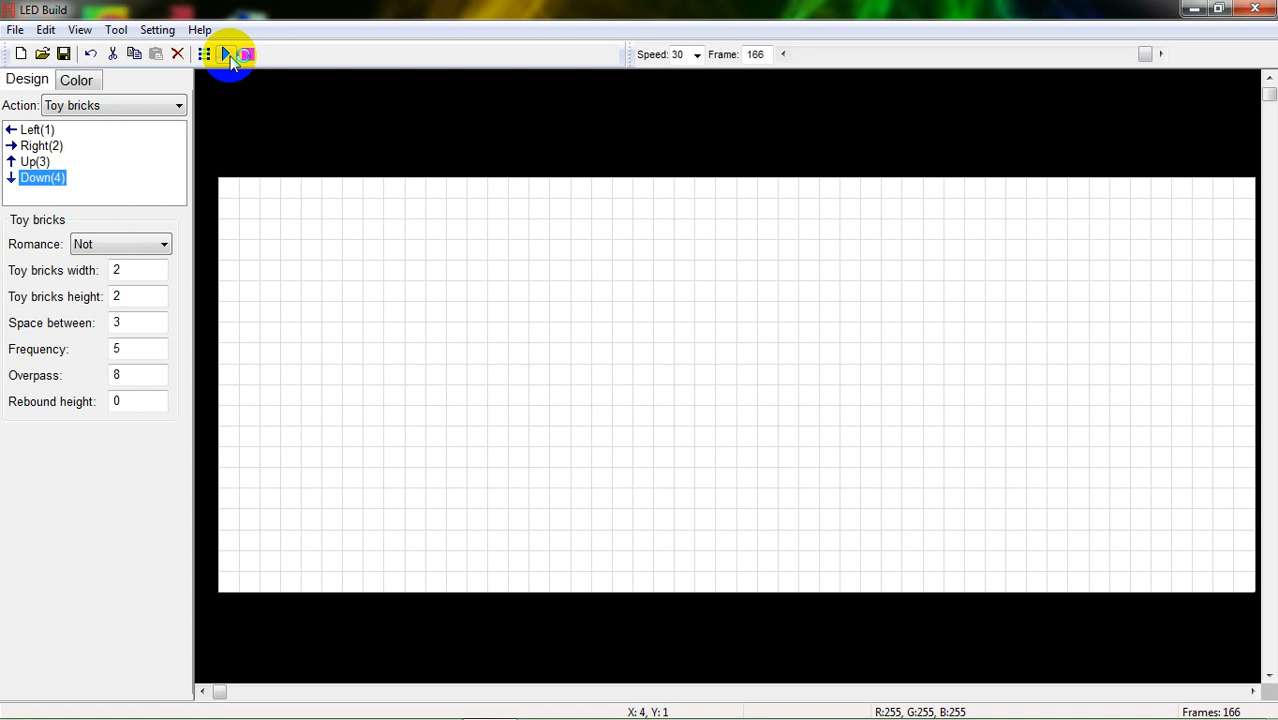 LED Build
File Edit View Tool Setting Help
Speed: 30 Frame: 166
Design Color
Action: Toy bricks
Left(1)
Right(2)
Up(3)
Down(4)
Toy bricks
Romance: Not
Toy bricks width: 2
Toy bricks height: 2
Space between: 3
Frequency: 5
Overpass: 8
Rebound height: 0
X: 4, Y: 1 R:255, G:255, B:255 Frames: 166